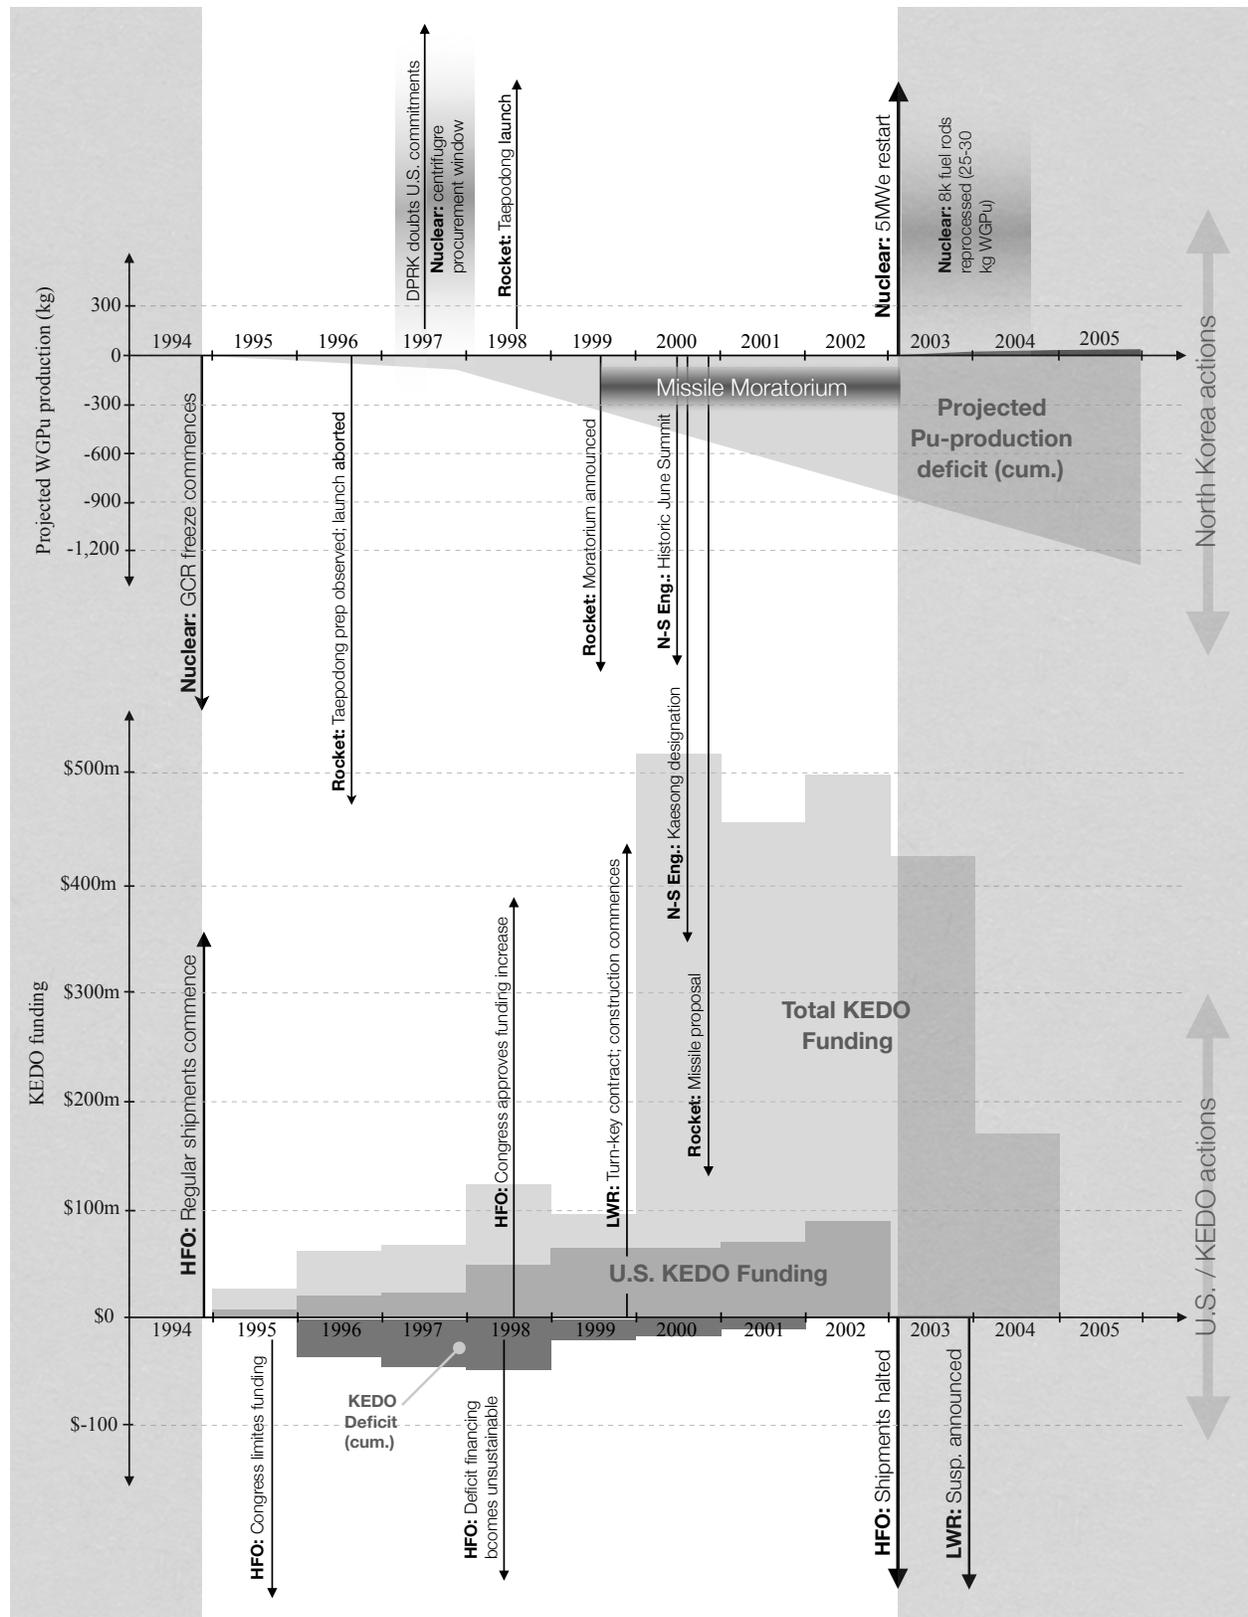 DPRK doubts U.S. commitments
Nuclear: centrifugre
procurement window
Rocket: Taepodong launch
Nuclear: 5MWe restart
Nuclear: 8k fuel rods
reprocessed (25-30
kg WGPu)
Projected WGPu production (kg)
300
0
-300
-600
-900
-1,200
1994
1995
1996
1997
1998
1999
2000
2001
2002
2003
2004
2005
Missile Moratorium
Projected
Pu-production
deficit (cum.)
North Korea actions
Nuclear: GCR freeze commences
Rocket: Taepodong prep observed; launch aborted
Rocket: Moratorium announced
N-S Eng.: Historic June Summit
N-S Eng.: Kaesong designation
Rocket: Missile proposal
KEDO funding
$500m
$400m
$300m
$200m
$100m
$0
$-100
HFO: Regular shipments commence
HFO: Congress approves funding increase
LWR: Turn-key contract; construction commences
Total KEDO
Funding
U.S. KEDO Funding
U.S. / KEDO actions
1994
1995
1996
1997
1998
1999
2000
2001
2002
2003
2004
2005
KEDO
Deficit
(cum.)
HFO: Congress limites funding
HFO: Deficit financing
bcomes unsustainable
HFO: Shipments halted
LWR: Susp. announced